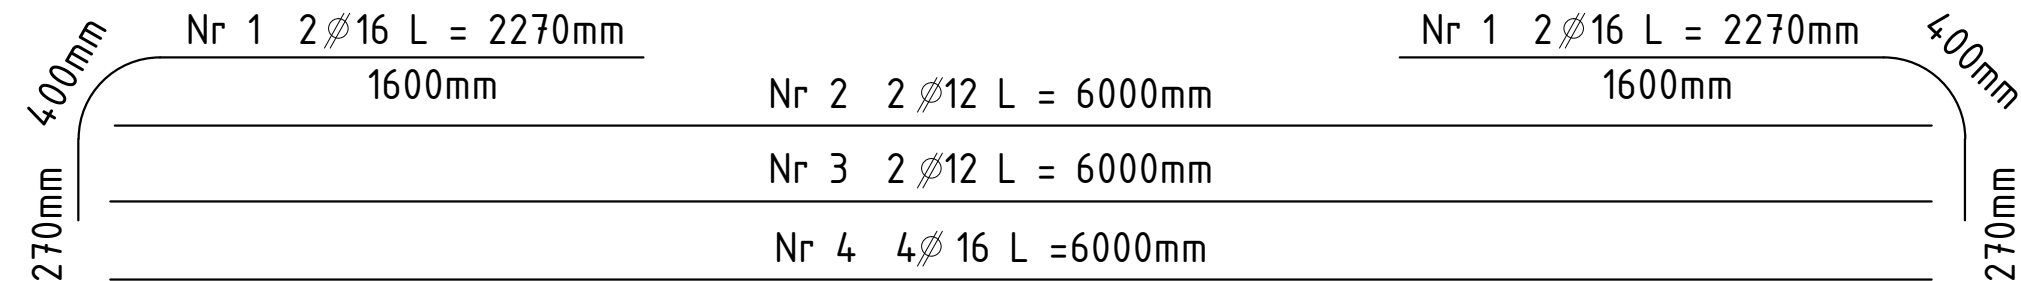 400mm
Nr 1 2⌀16 L = 2270mm
1600mm
270mm
Nr 1 2⌀16 L = 2270mm
1600mm
400mm
270mm
Nr 2 2⌀12 L = 6000mm
Nr 3 2⌀12 L = 6000mm
Nr 4 4⌀ 16 L =6000mm